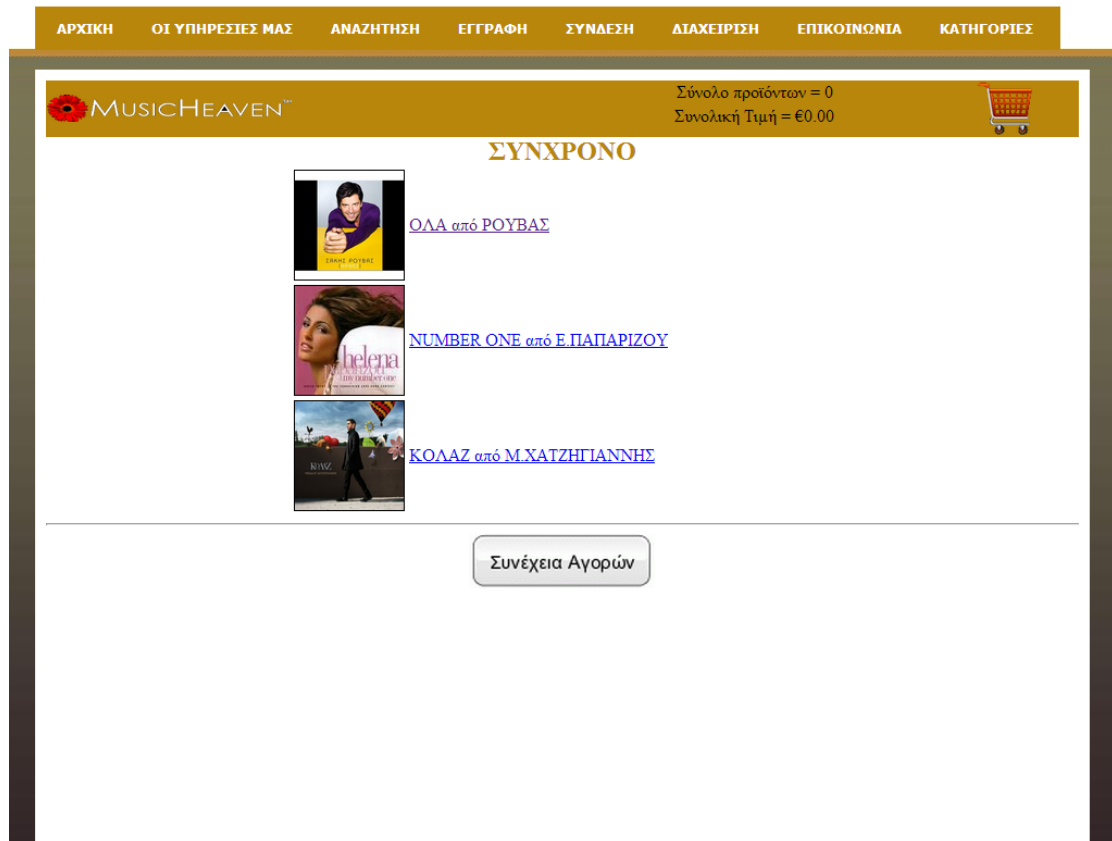 ΑΡΧΙΚΗ ΟΙ ΥΠΗΡΕΣΙΕΣ ΜΑΣ ΑΝΑΖΗΤΗΣΗ ΕΓΓΡΑΦΗ ΣΥΝΔΕΣΗ ΔΙΑΧΕΙΡΙΣΗ ΕΠΙΚΟΙΝΩΝΙΑ ΚΑΤΗΓΟΡΙΕΣ
MUSICHEAVEN™
Σύνολο προϊόντων = 0
Συνολική Τιμή = €0.00
ΣΥΝΧΡΟΝΟ
ΣΑΚΗΣ ΡΟΥΒΑΣ
ΟΛΑ από ΡΟΥΒΑΣ
helena
my number one
NUMBER ONE από Ε.ΠΑΠΑΡΙΖΟΥ
ΚΟΛΑΖ
ΚΟΛΑΖ από Μ.ΧΑΤΖΗΓΙΑΝΝΗΣ
Συνέχεια Αγορών